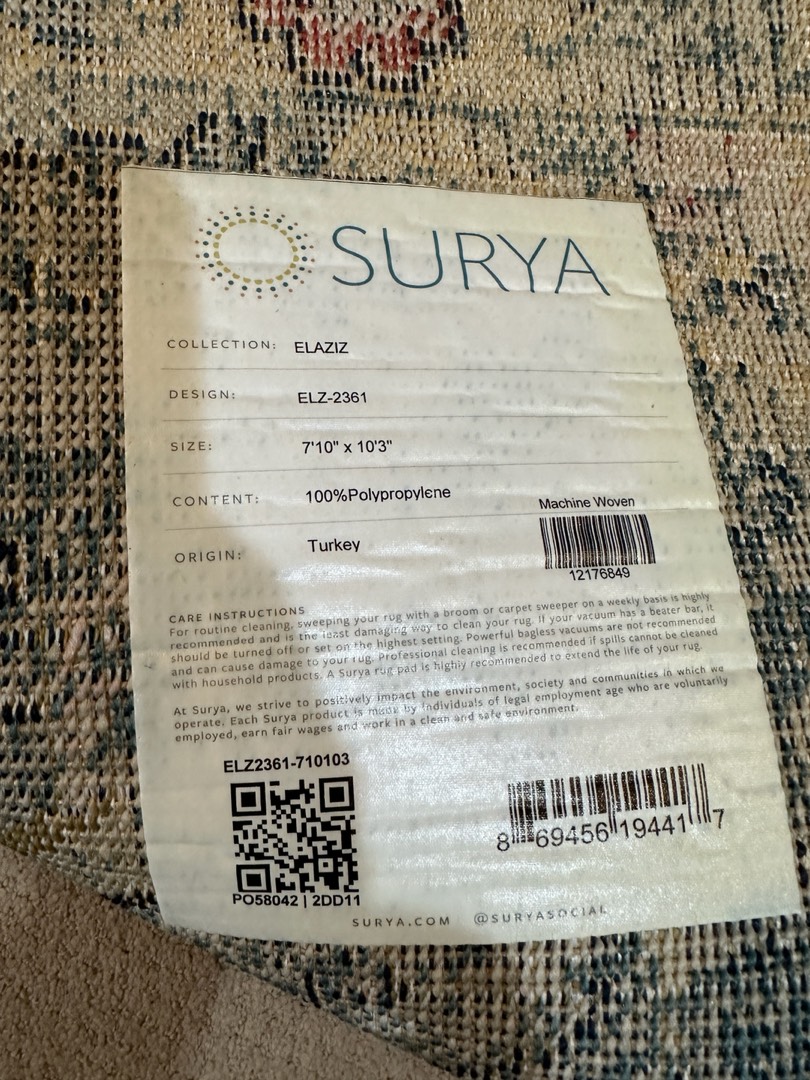 SURYA
COLLECTION: ELAZIZ
DESIGN: ELZ-2361
SIZE: 7'10" x 10'3"
CONTENT: 100%Polypropylene
Machine Woven
ORIGIN: Turkey
12176849
CARE INSTRUCTIONS
For routine cleaning, sweeping your rug with a broom or carpet sweeper on a weekly basis is highly
recommended and is the least damaging way to clean your rug. If your vacuum has a beater bar, it
should be turned off or set on the highest setting. Powerful bagless vacuums are not recommended
and can cause damage to your rug. Professional cleaning is recommended if spills cannot be cleaned
with household products. A Surya rug pad is highly recommended to extend the life of your rug.
At Surya, we strive to positively impact the environment, society and communities in which we
operate. Each Surya product is made by individuals of legal employment age who are voluntarily
employed, earn fair wages and work in a clean and safe environment.
ELZ2361-710103
8 69456 19441 7
PO58042 | 2DD11
SURYA.COM @SURYASOCIAL